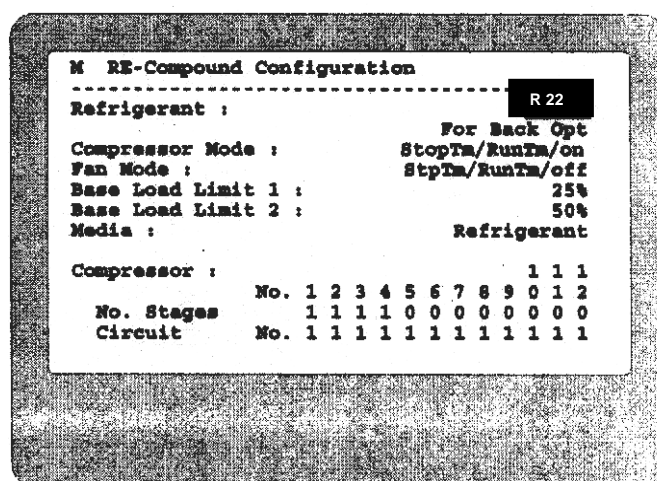 M RE-Compound Configuration
Refrigerant : R 22
For Back Opt
Compressor Mode : StopTm/RunTm/on
Fan Mode : StpTm/RunTm/off
Base Load Limit 1 : 25%
Base Load Limit 2 : 50%
Media : Refrigerant
Compressor : 1 1 1
No. 1 2 3 4 5 6 7 8 9 0 1 2
No. Stages 1 1 1 1 0 0 0 0 0 0 0 0
Circuit No. 1 1 1 1 1 1 1 1 1 1 1 1